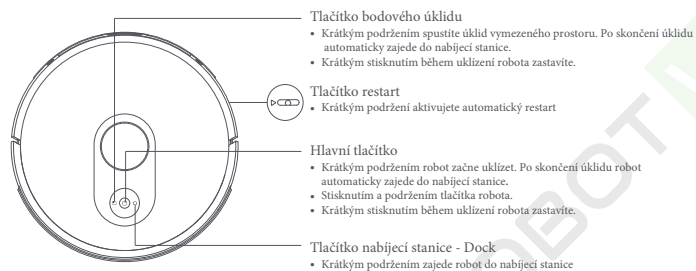 Tlačítko bodového úklidu
• Krátkým podržením spustíte úklid vymezeného prostoru. Po skončení úklidu
automaticky zajede do nabíjecí stanice.
• Krátkým stisknutím během uklízení robota zastavíte.
Tlačítko restart
• Krátkým podržení aktivujete automatický restart
Hlavní tlačítko
• Krátkým podržením robot začne uklízet. Po skončení úklidu robot
automaticky zajede do nabíjecí stanice.
• Stisknutím a podržením tlačítka robota.
• Krátkým stisknutím během uklízení robota zastavíte.
Tlačítko nabíjecí stanice - Dock
• Krátkým podržením zajede robot do nabíjecí stanice
OBOT